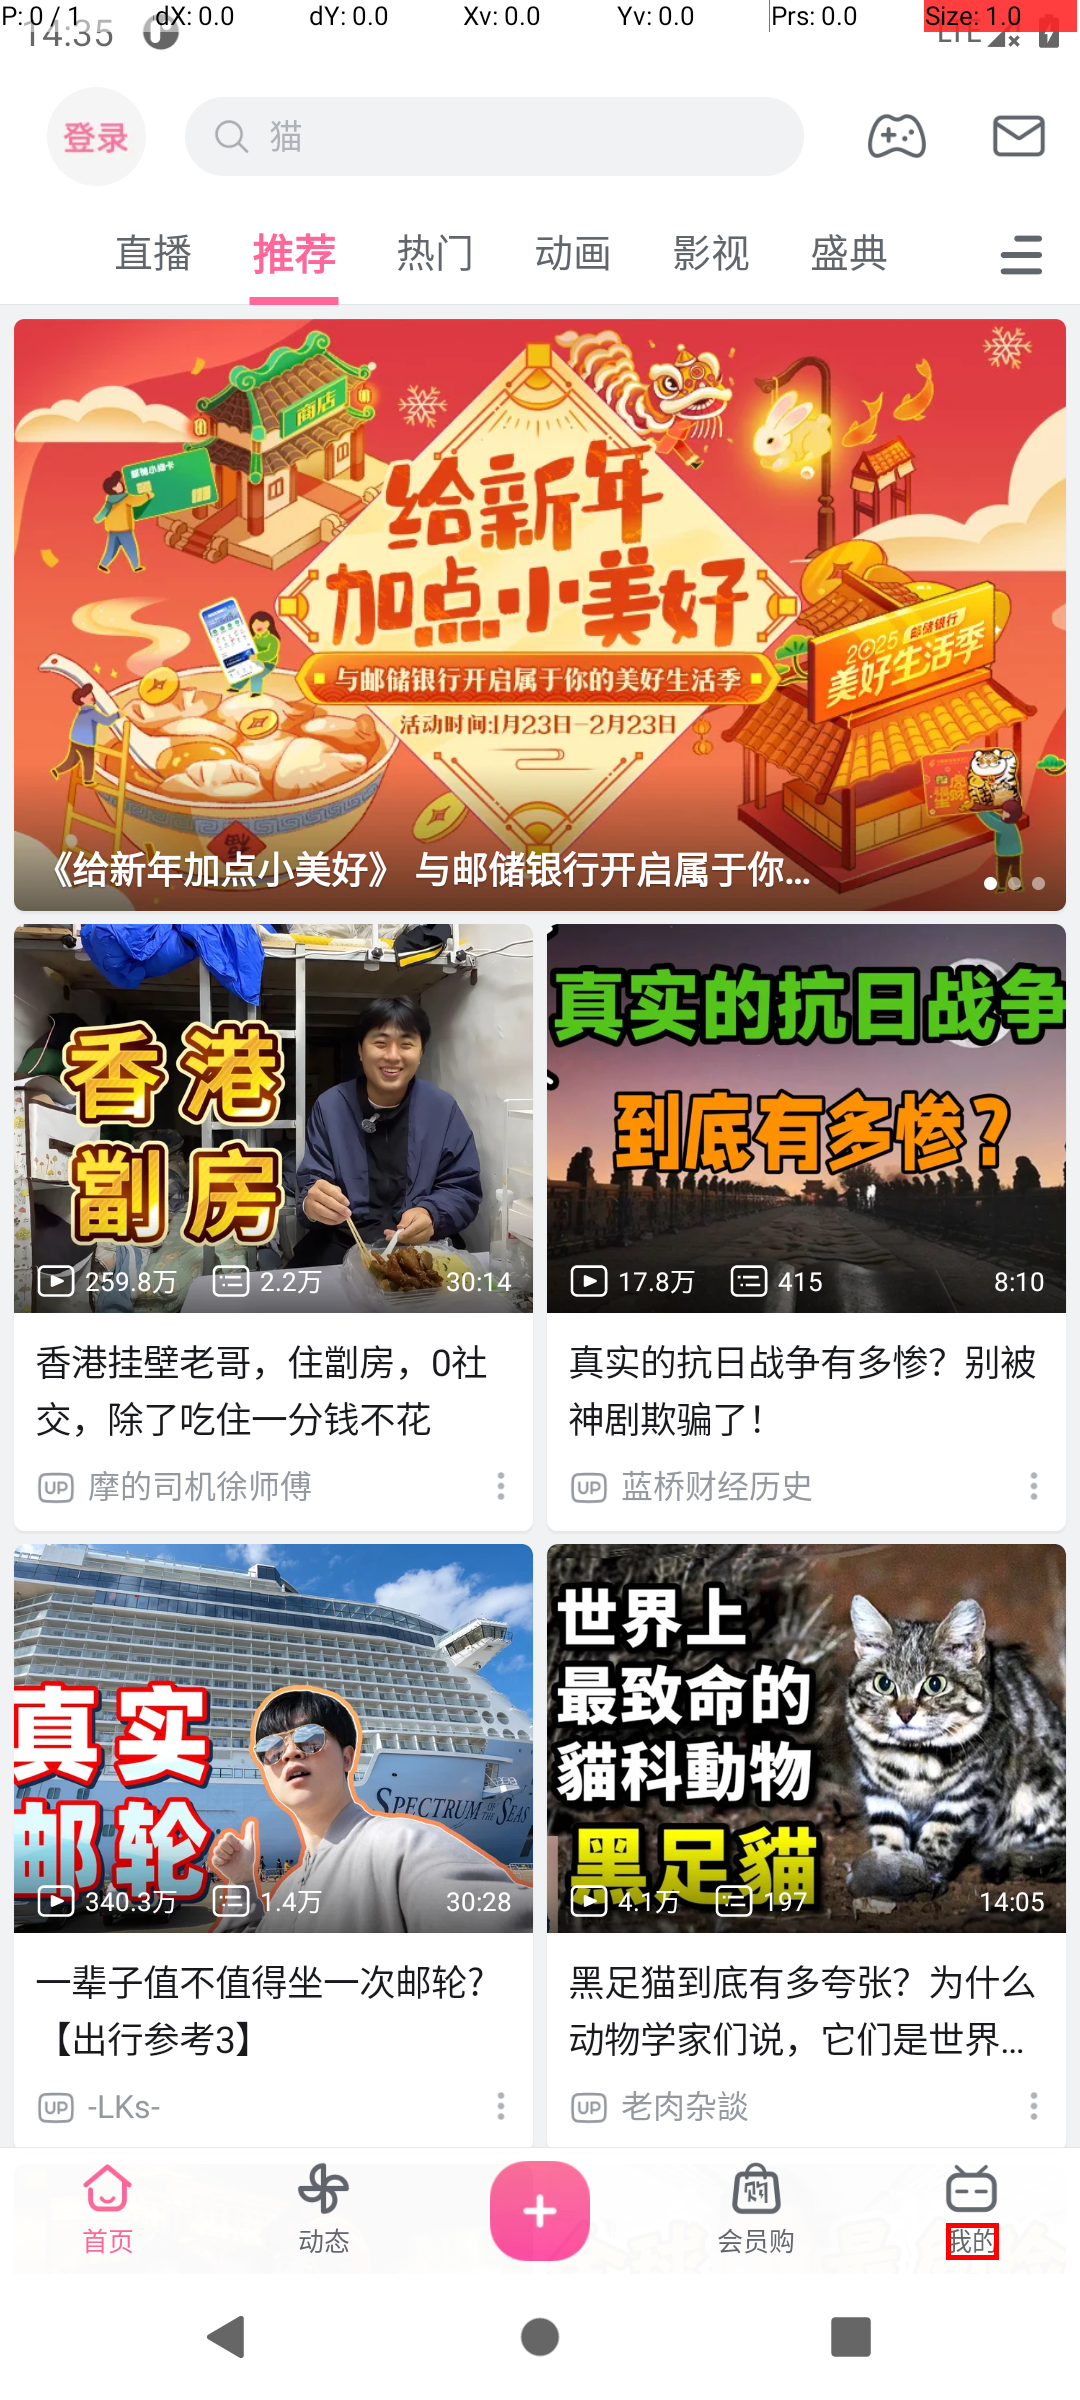 P: 0 / 1 dX: 0.0 dY: 0.0 Xv: 0.0 Yv: 0.0 Prs: 0.0 Size: 1.0
14:35 LTE
登录 猫
直播 推荐 热门 动画 影视 盛典
商店
邮储小绿卡
给新年
加点小美好
与邮储银行开启属于你的美好生活季
活动时间:1月23日-2月23日
2025 邮储银行
美好生活季
《给新年加点小美好》 与邮储银行开启属于你...
香港
劏房
259.8万 2.2万 30:14
香港挂壁老哥，住劏房，0社
交，除了吃住一分钱不花
UP 摩的司机徐师傅
真实的抗日战争
到底有多惨?
17.8万 415 8:10
真实的抗日战争有多惨？别被
神剧欺骗了！
UP 蓝桥财经历史
真实
邮轮
SPECTRUM OF THE SEAS
340.3万 1.4万 30:28
一辈子值不值得坐一次邮轮？
【出行参考3】
UP -LKs-
世界上
最致命的
貓科動物
黑足貓
4.1万 197 14:05
黑足猫到底有多夸张？为什么
动物学家们说，它们是世界...
UP 老肉杂談
购
首页 动态 会员购 我的